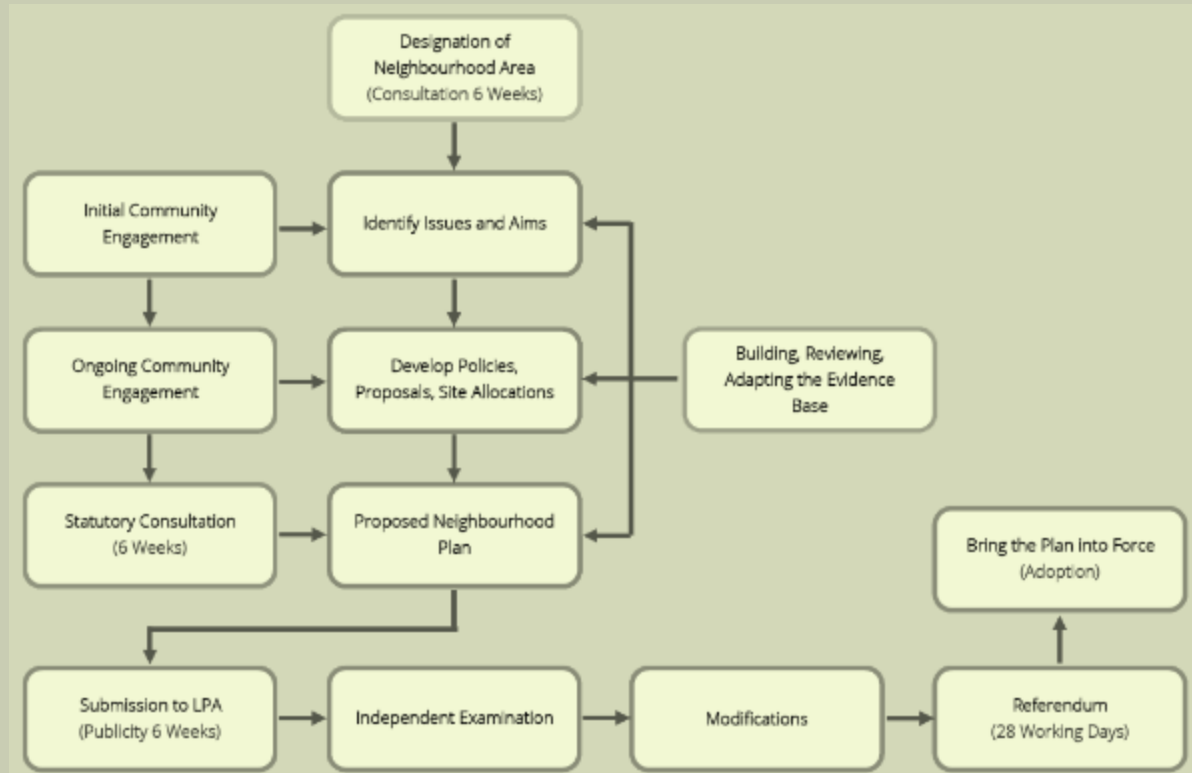 Designation of
Neighbourhood Area
(Consultation 6 Weeks)
Initial Community
Engagement
Identify Issues and Aims
Ongoing Community
Engagement
Develop Policies,
Proposals, Site Allocations
Building, Reviewing,
Adapting the Evidence
Base
Statutory Consultation
(6 Weeks)
Proposed Neighbourhood
Plan
Bring the Plan into Force
(Adoption)
Submission to LPA
(Publicity 6 Weeks)
Independent Examination
Modifications
Referendum
(28 Working Days)